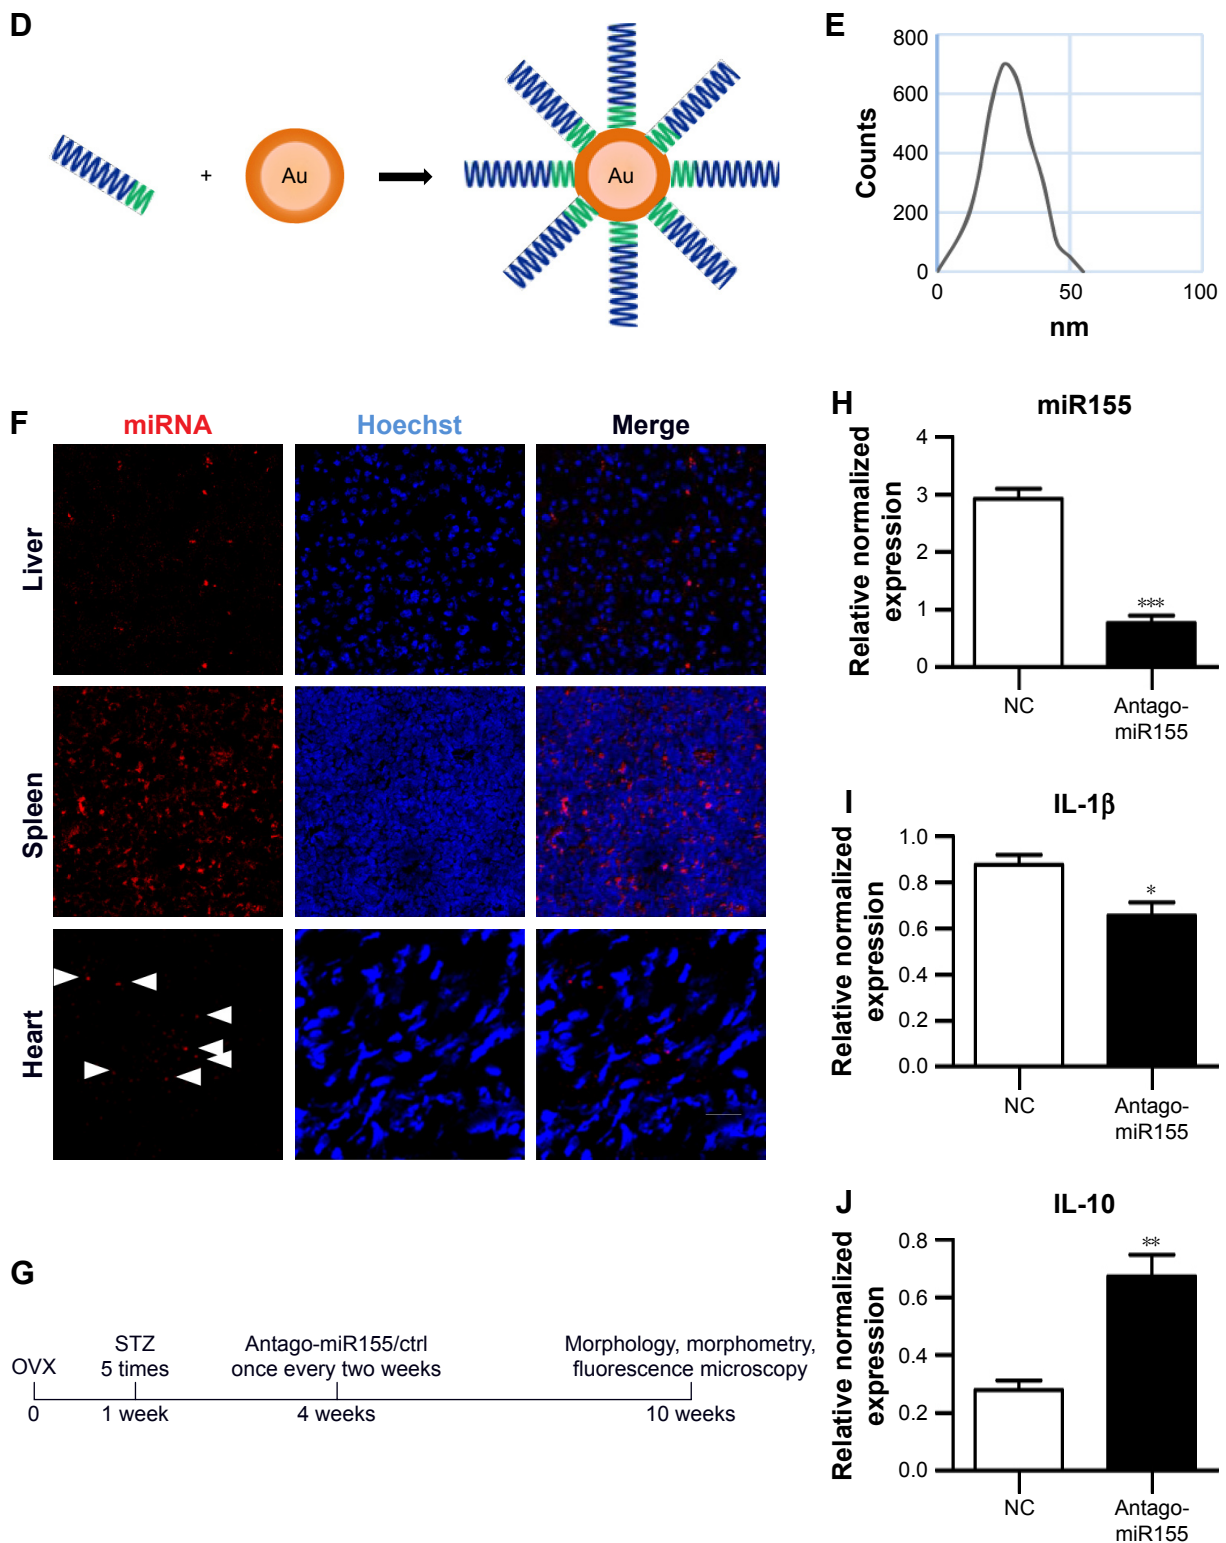 D
+
Au
Au
E
Counts
800
600
400
200
0
0
50
100
nm
F
miRNA
Hoechst
Merge
Liver
Spleen
Heart
G
OVX
STZ
5 times
Antago-miR155/ctrl
once every two weeks
Morphology, morphometry,
fluorescence microscopy
0
1 week
4 weeks
10 weeks
H
miR155
Relative normalized
expression
4
3
2
1
0
***
NC
Antago-
miR155
I
IL-1β
Relative normalized
expression
1.0
0.8
0.6
0.4
0.2
0.0
*
NC
Antago-
miR155
J
IL-10
Relative normalized
expression
0.8
0.6
0.4
0.2
0.0
**
NC
Antago-
miR155